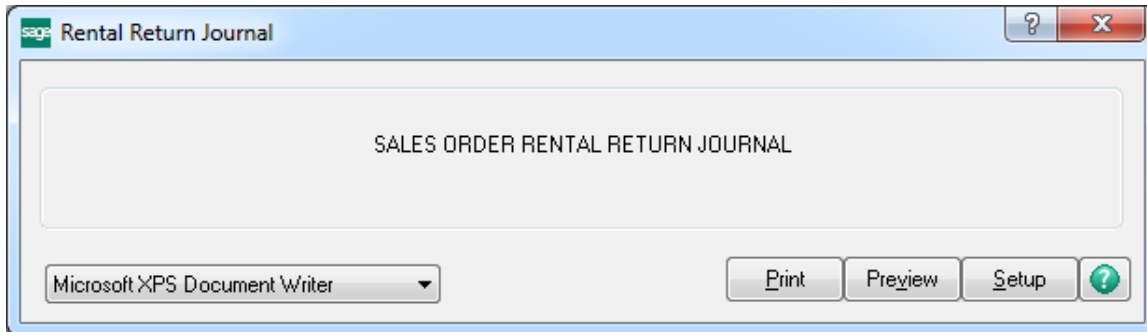 sage Rental Return Journal ? X
SALES ORDER RENTAL RETURN JOURNAL
Microsoft XPS Document Writer
Print Preview Setup ?